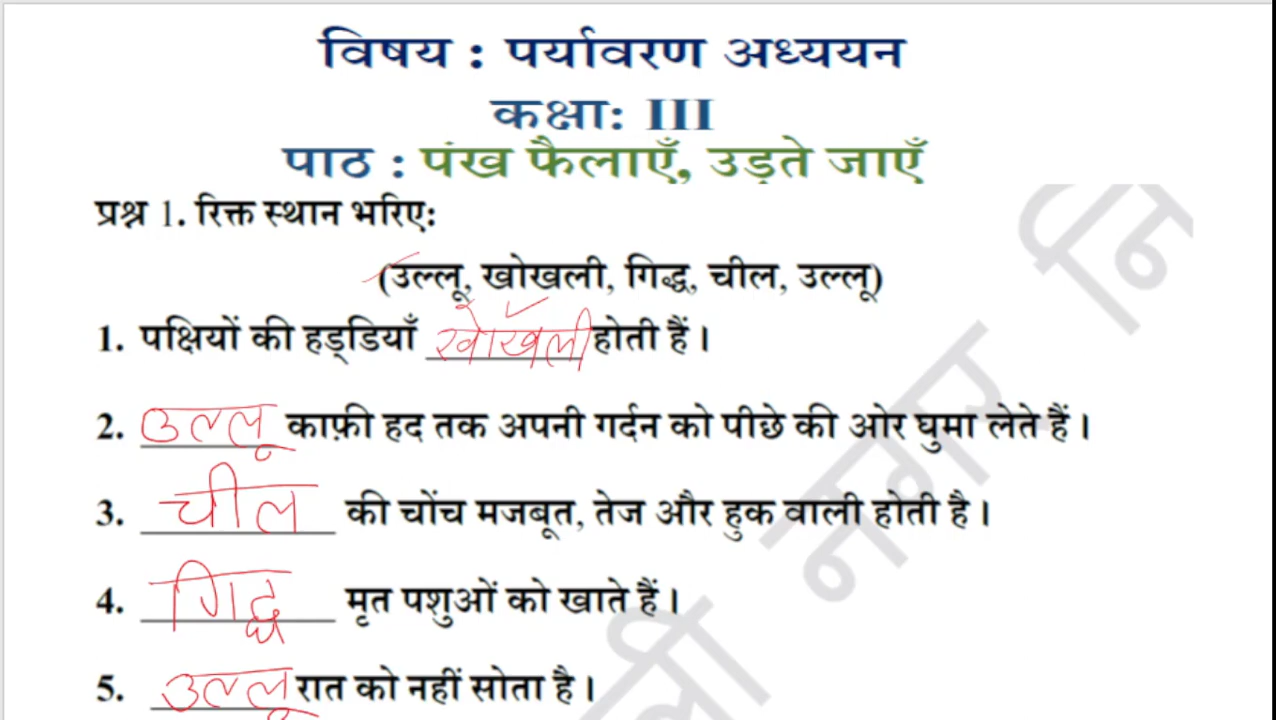 विषय : पर्यावरण अध्ययन
कक्षा: III
पाठ : पंख फैलाएँ, उड़ते जाएँ
प्रश्न 1. रिक्त स्थान भरिए:
(उल्लू, खोखली, गिद्ध, चील, उल्लू)
1. पक्षियों की हड्डियाँ खोखली होती हैं।
2. उल्लू काफ़ी हद तक अपनी गर्दन को पीछे की ओर घुमा लेते हैं।
3. चील की चोंच मजबूत, तेज और हुक वाली होती है।
4. गिद्ध मृत पशुओं को खाते हैं।
5. उल्लू रात को नहीं सोता है।
नगर नि